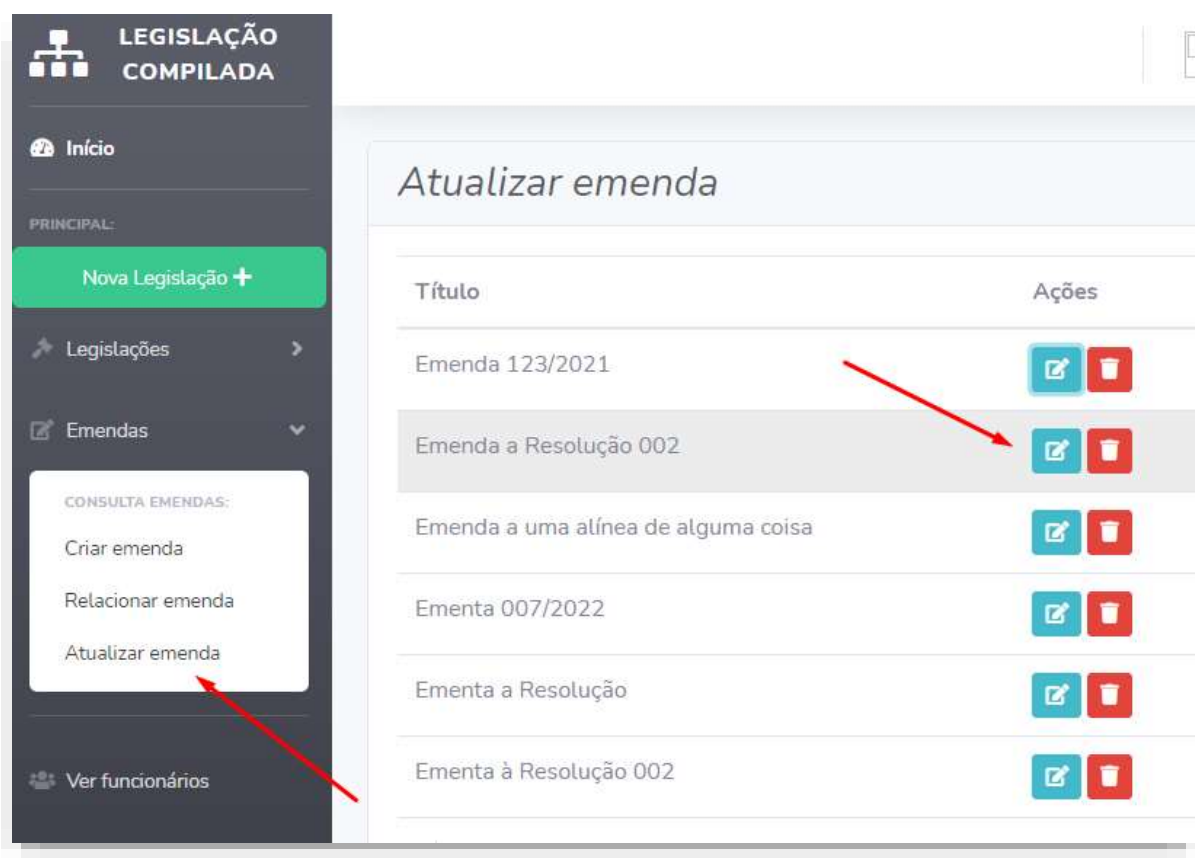 LEGISLAÇÃO
COMPILADA
Início
PRINCIPAL:
Nova Legislação +
Legislações
Emendas
CONSULTA EMENDAS:
Criar emenda
Relacionar emenda
Atualizar emenda
Ver funcionários
Atualizar emenda
Título Ações
Emenda 123/2021
Emenda a Resolução 002
Emenda a uma alínea de alguma coisa
Ementa 007/2022
Ementa a Resolução
Ementa à Resolução 002